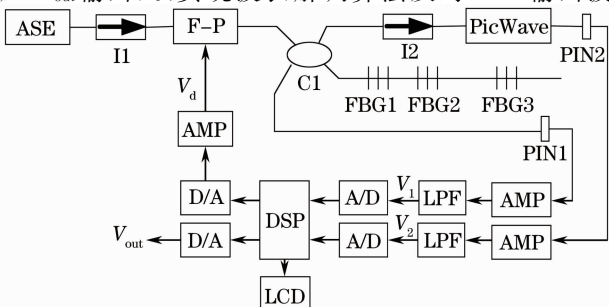 ASE
I1
F-P
C1
I2
PicWave
PIN2
FBG1 FBG2 FBG3
PIN1
Vd
AMP
D/A
DSP
A/D
V1
LPF
AMP
Vout
D/A
A/D
V2
LPF
AMP
LCD